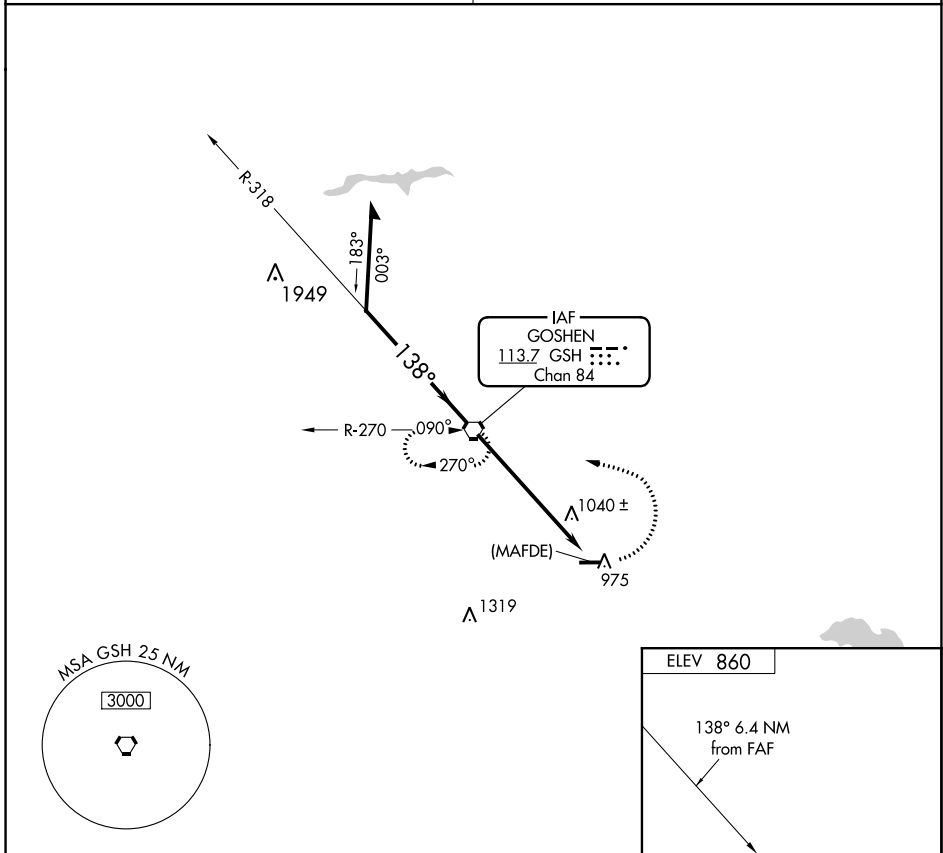 R-318
183°
003°
1949
IAF
GOSHEN
113.7 GSH
Chan 84
138°
R-270
090°
270°
1040 ±
(MAFDE)
975
1319
MSA GSH 25 NM
3000
ELEV 860
138° 6.4 NM
from FAF